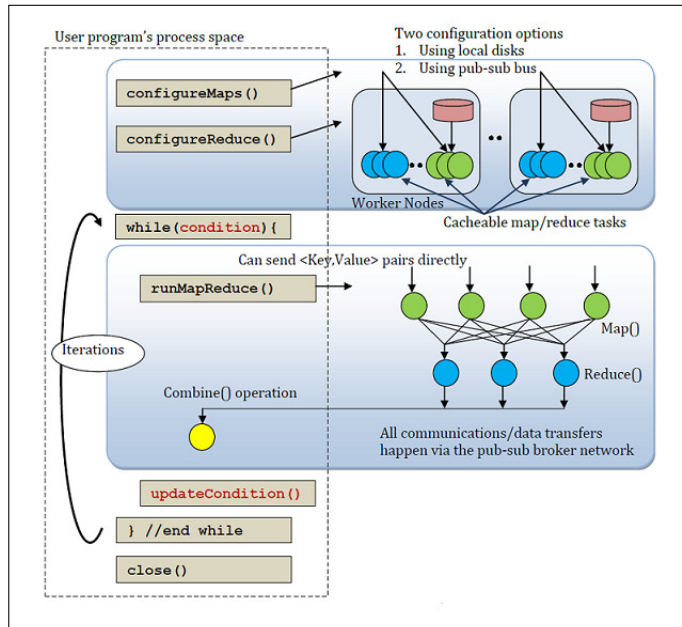 User program's process space
Two configuration options
1. Using local disks
2. Using pub-sub bus
configureMaps()
configureReduce()
Worker Nodes
Cacheable map/reduce tasks
while(condition){
Can send <Key,Value> pairs directly
runMapReduce()
Map()
Iterations
Reduce()
Combine() operation
All communications/data transfers
happen via the pub-sub broker network
updateCondition()
} //end while
close()